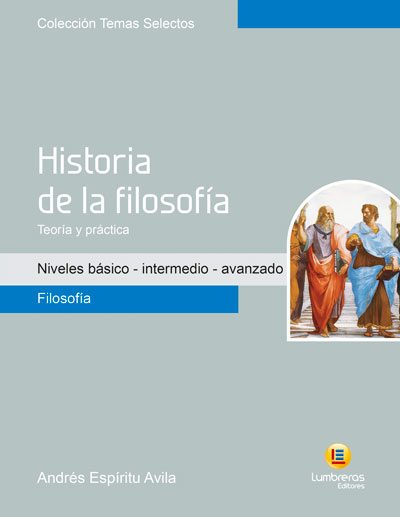 Colección Temas Selectos
Historia
de la filosofía
Teoría y práctica
Niveles básico - intermedio - avanzado
Filosofía
Andrés Espíritu Avila
Lumbreras
Editores